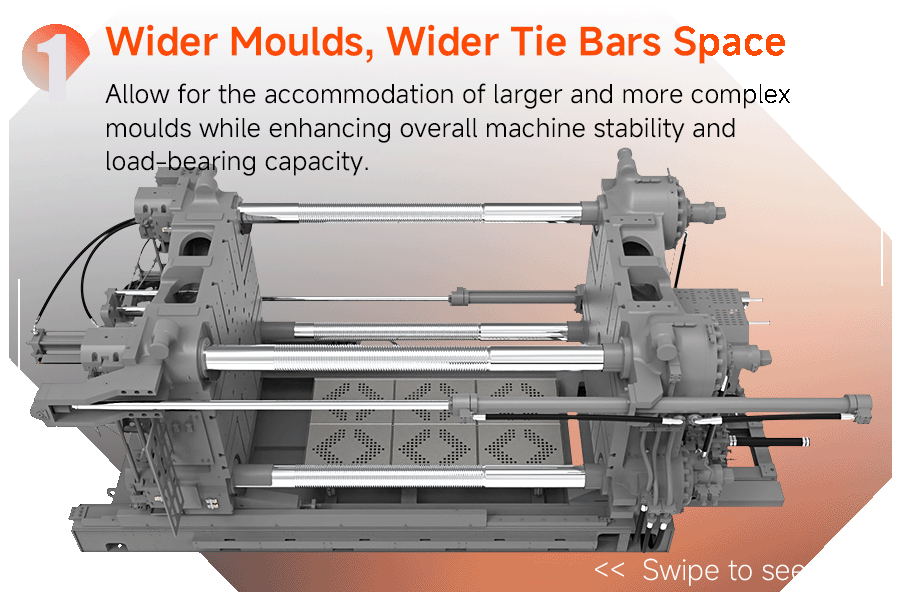 1
Wider Moulds, Wider Tie Bars Space
Allow for the accommodation of larger and more complex
moulds while enhancing overall machine stability and
load-bearing capacity.
<< Swipe to see